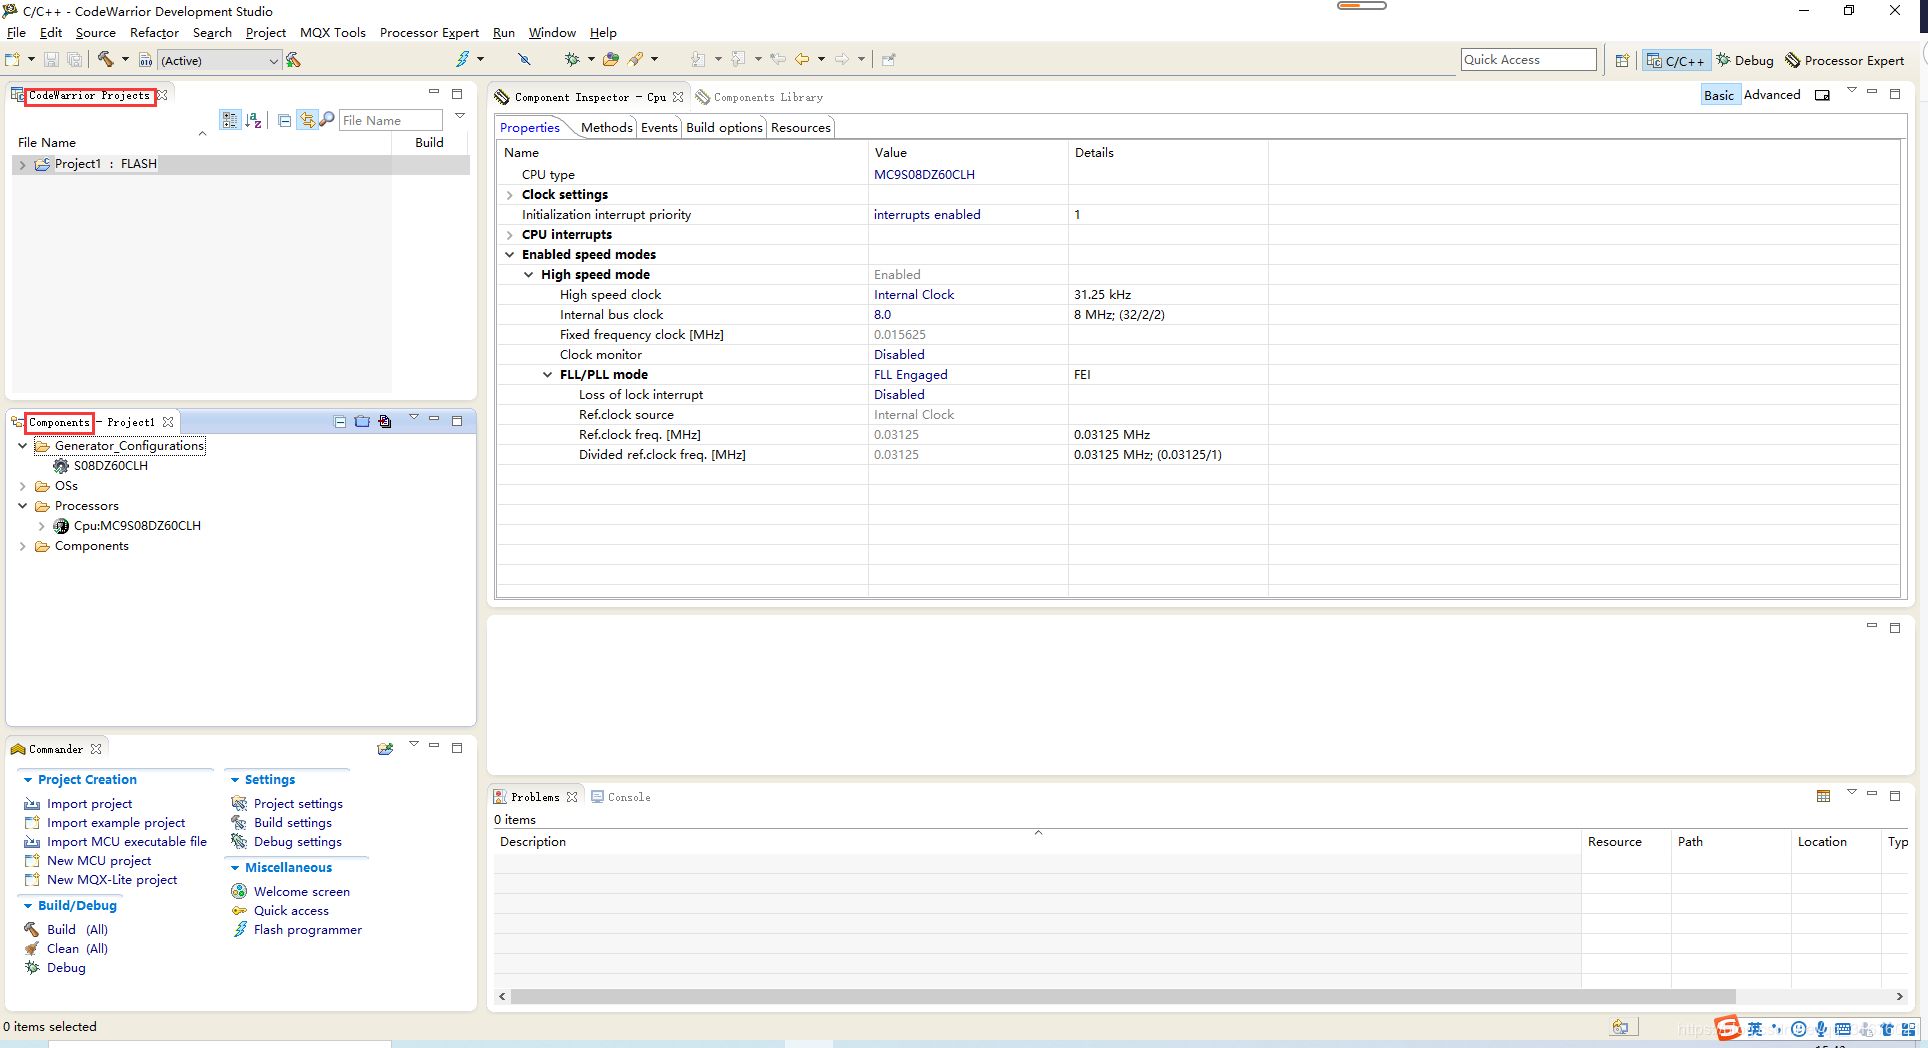 C/C++ - CodeWarrior Development Studio
File Edit Source Refactor Search Project MQX Tools Processor Expert Run Window Help
(Active)
Quick Access
C/C++ Debug Processor Expert
CodeWarrior Projects
File Name
File Name Build
Project1 : FLASH
Components - Project1
Generator_Configurations
S08DZ60CLH
OSs
Processors
Cpu:MC9S08DZ60CLH
Components
Commander
Project Creation
Import project
Import example project
Import MCU executable file
New MCU project
New MQX-Lite project
Build/Debug
Build (All)
Clean (All)
Debug
Settings
Project settings
Build settings
Debug settings
Miscellaneous
Welcome screen
Quick access
Flash programmer
Component Inspector - Cpu Components Library
Basic Advanced
Properties Methods Events Build options Resources
Name Value Details
CPU type MC9S08DZ60CLH
Clock settings
Initialization interrupt priority interrupts enabled 1
CPU interrupts
Enabled speed modes
High speed mode Enabled
High speed clock Internal Clock 31.25 kHz
Internal bus clock 8.0 8 MHz; (32/2/2)
Fixed frequency clock [MHz] 0.015625
Clock monitor Disabled
FLL/PLL mode FLL Engaged FEI
Loss of lock interrupt Disabled
Ref.clock source Internal Clock
Ref.clock freq. [MHz] 0.03125 0.03125 MHz
Divided ref.clock freq. [MHz] 0.03125 0.03125 MHz; (0.03125/1)
Problems Console
0 items
Description Resource Path Location Typ
0 items selected
英